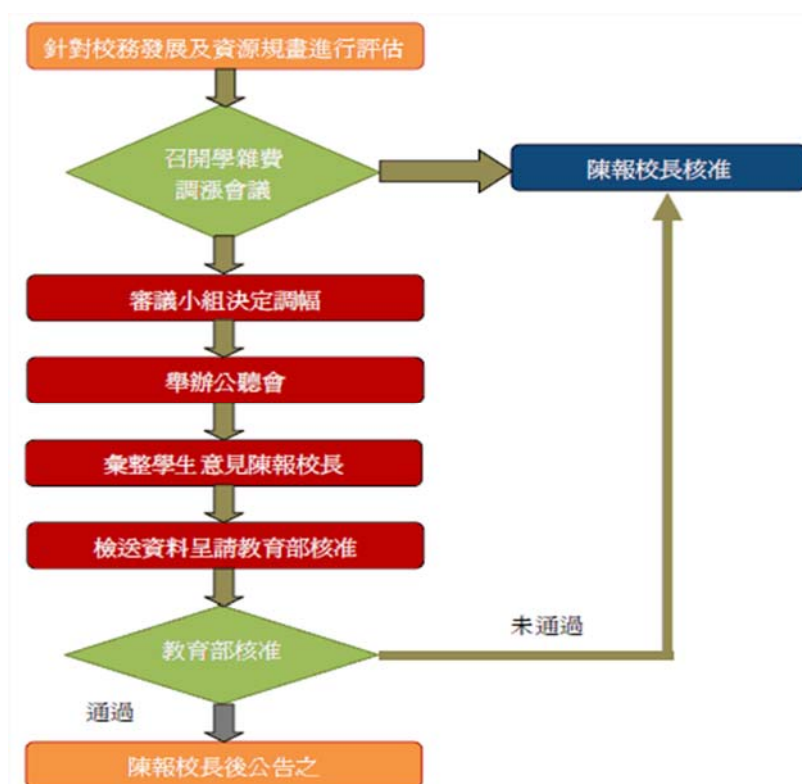 針對校務發展及資源規畫進行評估
召開學雜費
調漲會議
陳報校長核准
審議小組決定調幅
舉辦公聽會
彙整學生意見陳報校長
檢送資料呈請教育部核准
教育部核准
未通過
通過
陳報校長後公告之